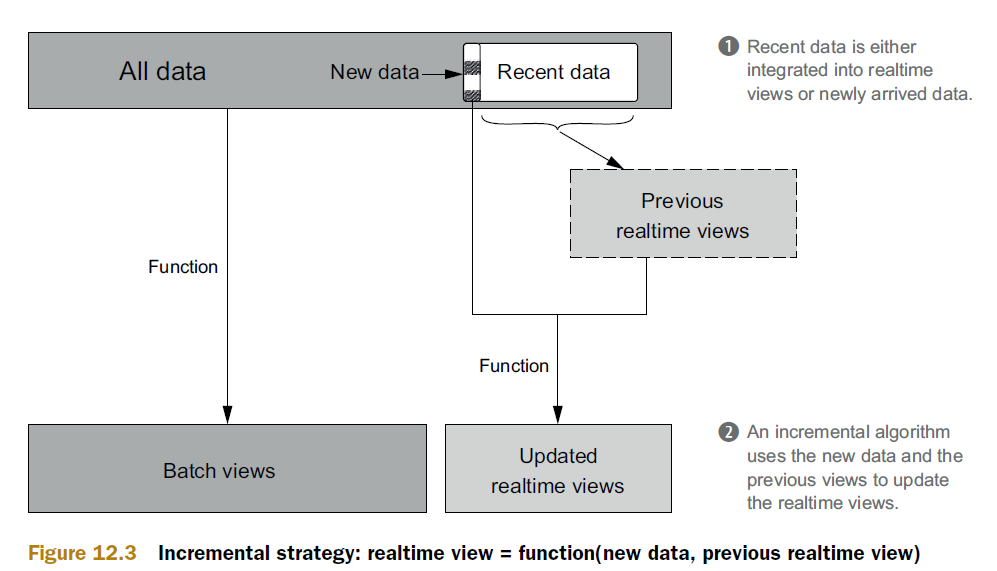 All data
New data
Recent data
1 Recent data is either
integrated into realtime
views or newly arrived data.
Previous
realtime views
Function
Function
Batch views
Updated
realtime views
2 An incremental algorithm
uses the new data and the
previous views to update
the realtime views.
Figure 12.3 Incremental strategy: realtime view = function(new data, previous realtime view)